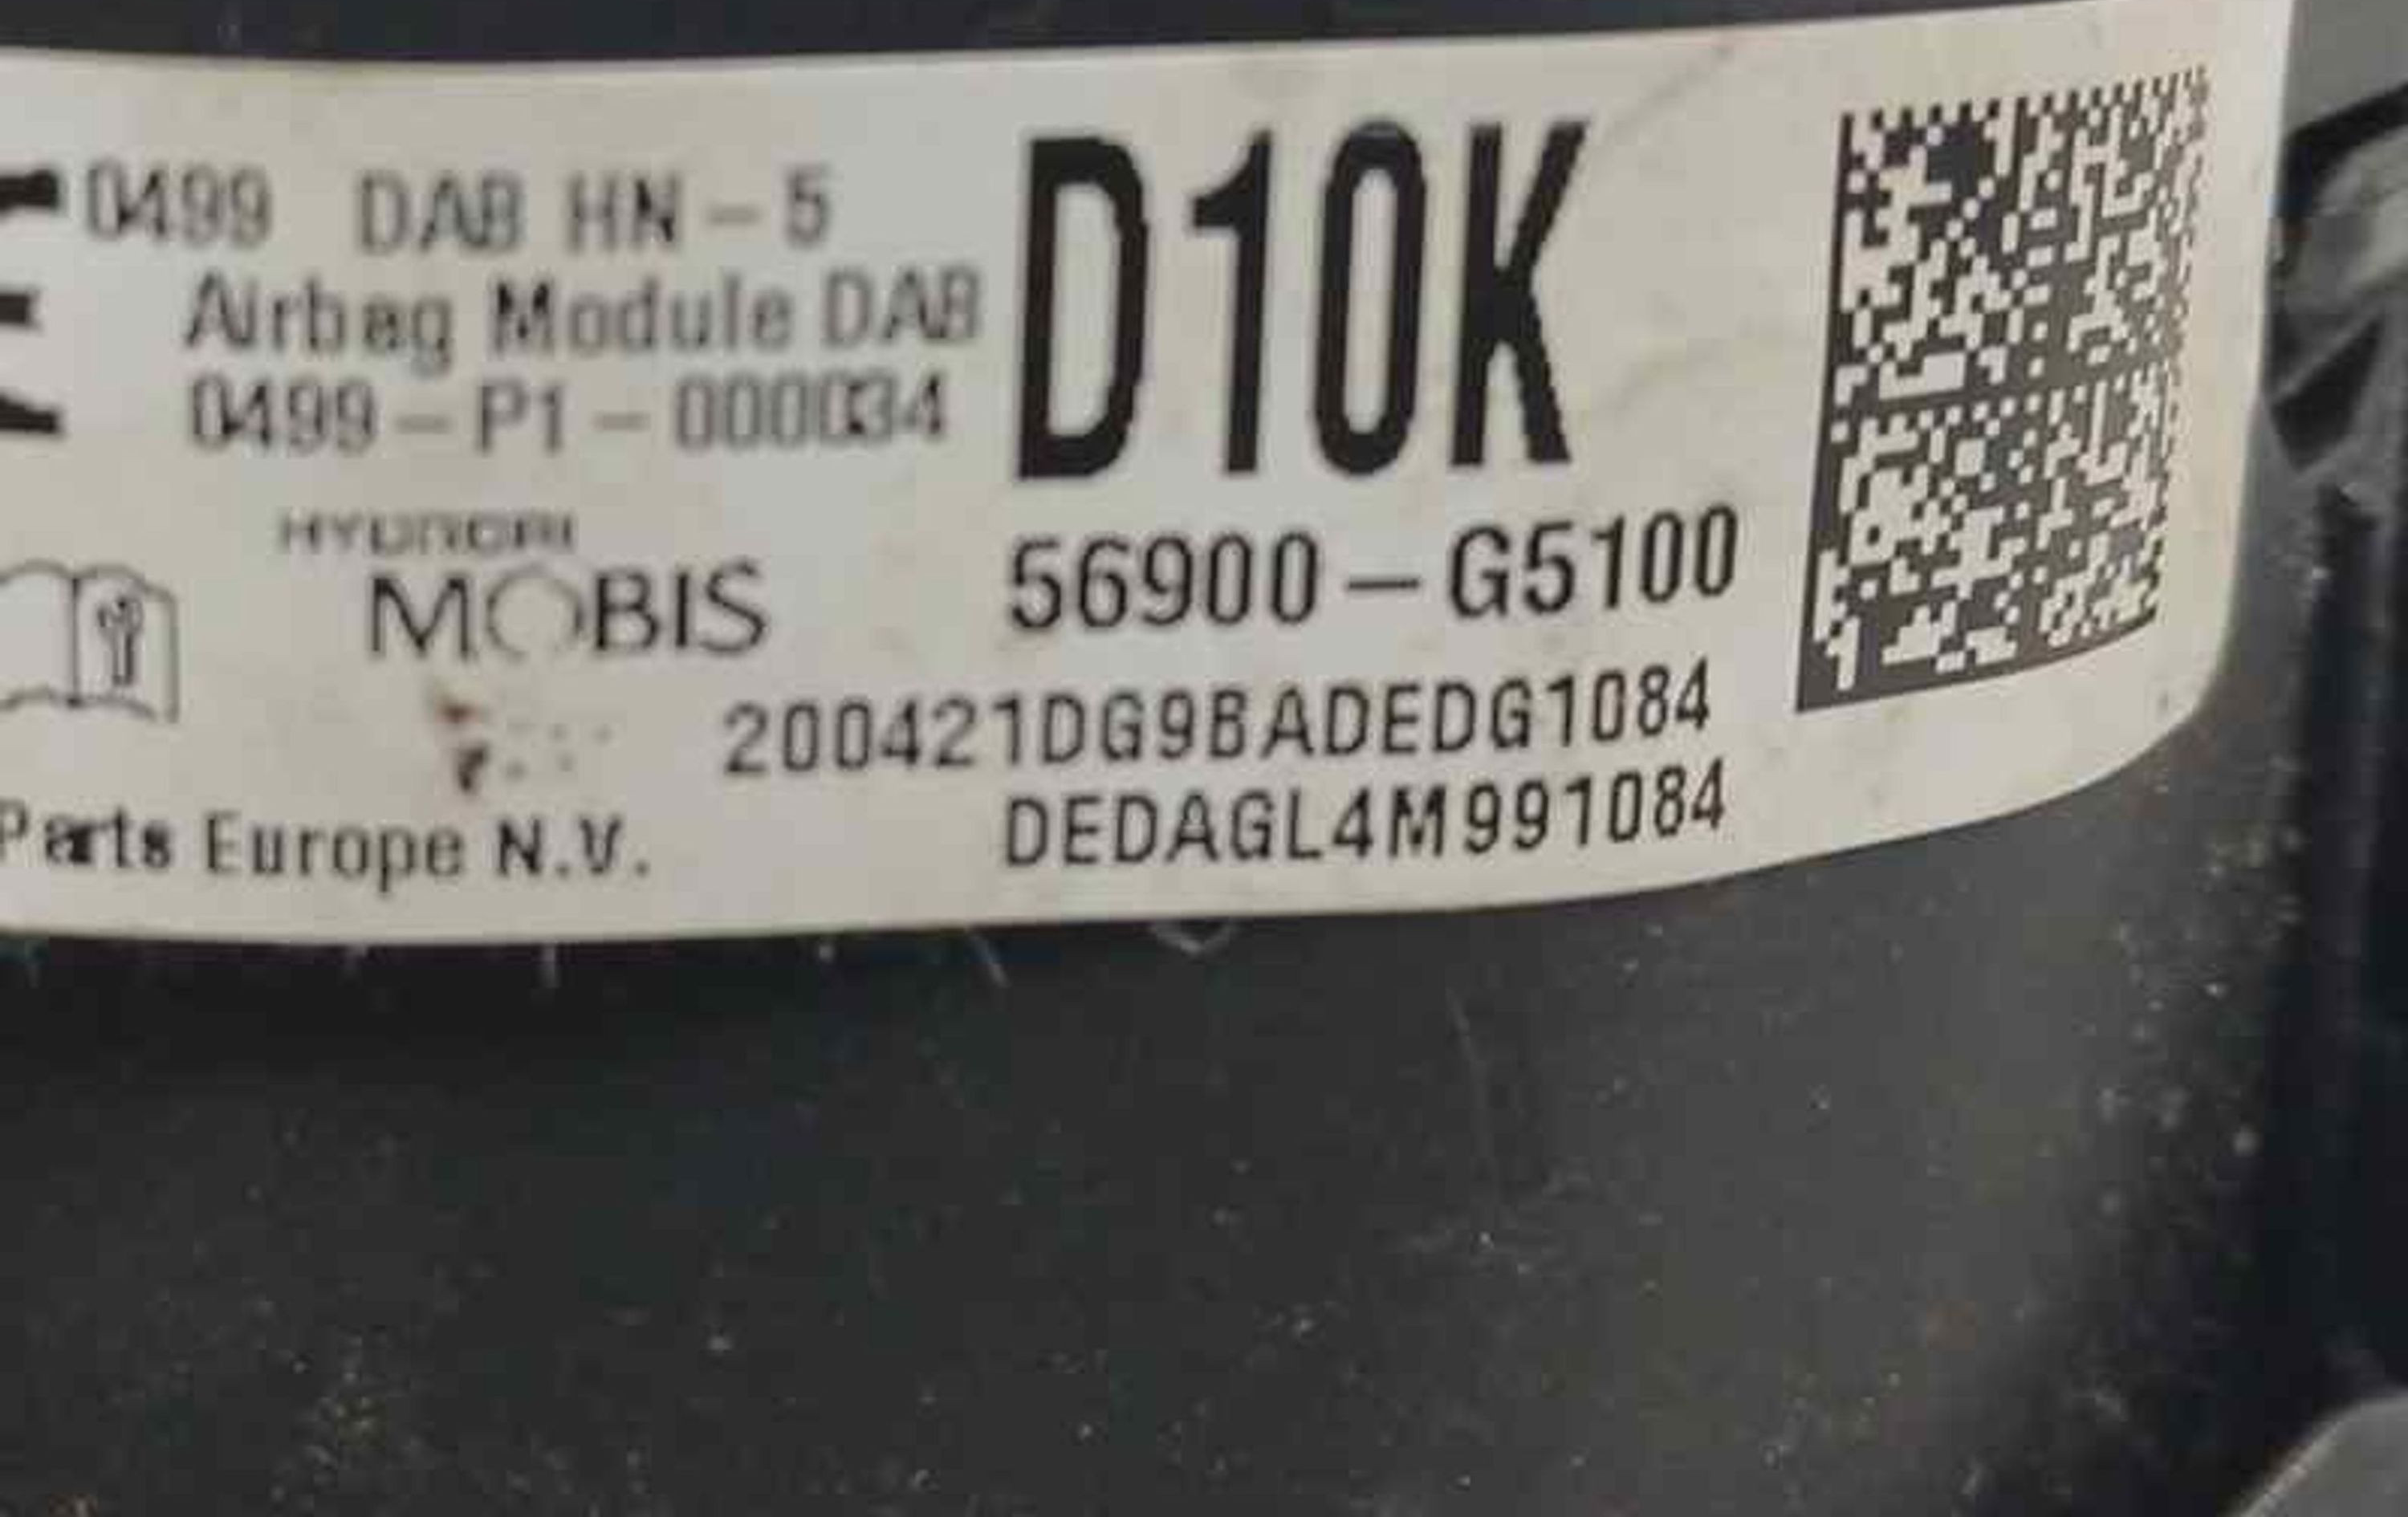 0499 DAB HN-5
Airbag Module DAB
0499-P1-000034
D10K
HYUNDAI
MOBIS
56900-G5100
200421DG9BADEDG1084
Parts Europe N.V.
DEDAGL4M991084